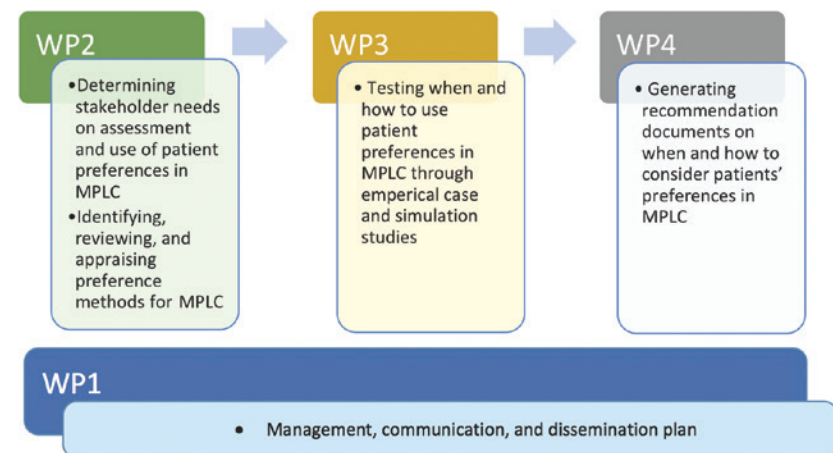 WP2
•Determining
stakeholder needs
on assessment
and use of patient
preferences in
MPLC
•Identifying,
reviewing, and
appraising
preference
methods for MPLC
WP3
• Testing when and
how to use
patient
preferences in
MPLC through
emperical case
and simulation
studies
WP4
• Generating
recommendation
documents on
when and how to
consider patients'
preferences in
MPLC
WP1
• Management, communication, and dissemination plan